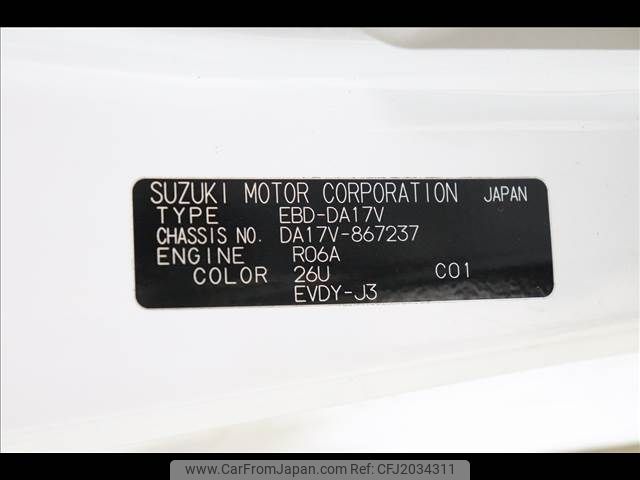 SUZUKI MOTOR CORPORATION JAPAN
TYPE EBD-DA17V
CHASSIS NO. DA17V-867237
ENGINE R06A
COLOR 26U C01
EVDY-J3
www.CarFromJapan.com CFJ2034311